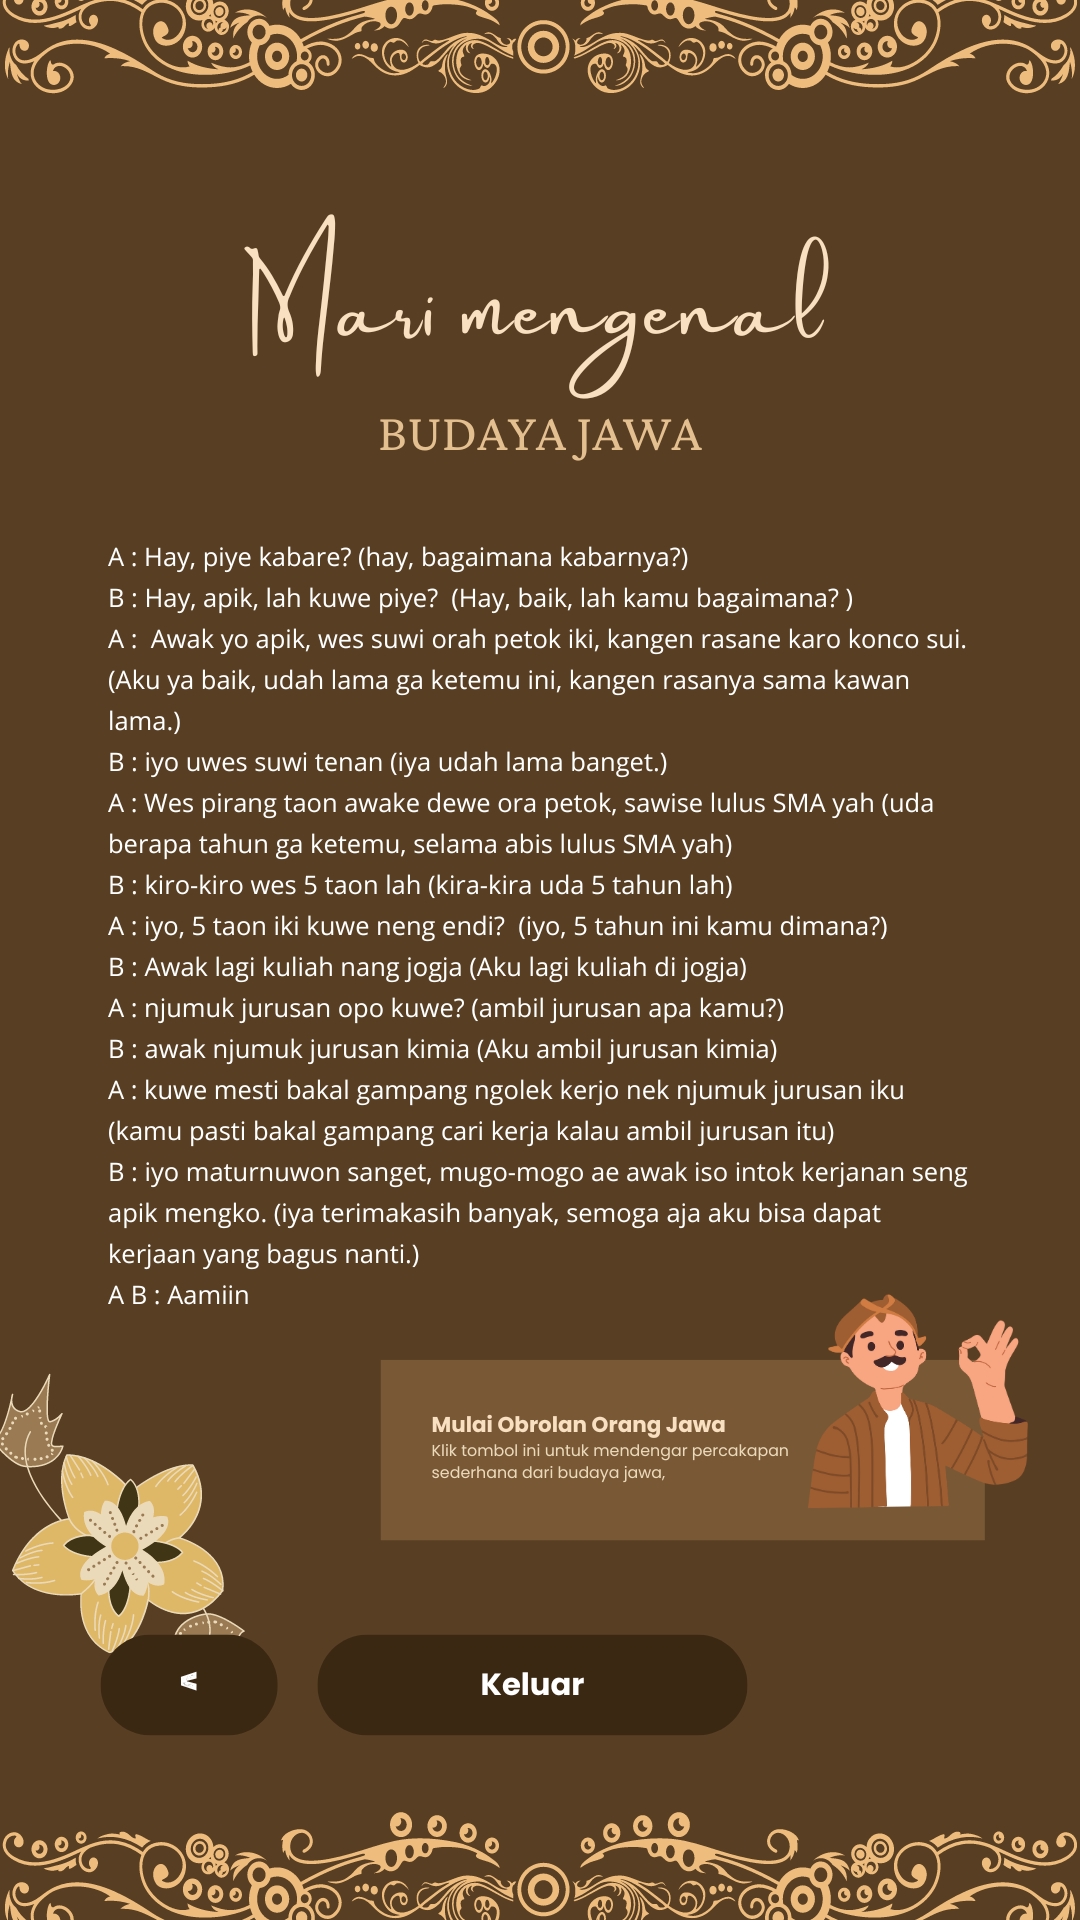 Mari mengenal
BUDAYA JAWA
A : Hay, piye kabare? (hay, bagaimana kabarnya?)
B : Hay, apik, lah kuwe piye?  (Hay, baik, lah kamu bagaimana? )
A :  Awak yo apik, wes suwi orah petok iki, kangen rasane karo konco sui.
(Aku ya baik, udah lama ga ketemu ini, kangen rasanya sama kawan
lama.)
B : iyo uwes suwi tenan (iya udah lama banget.)
A : Wes pirang taon awake dewe ora petok, sawise lulus SMA yah (uda
berapa tahun ga ketemu, selama abis lulus SMA yah)
B : kiro-kiro wes 5 taon lah (kira-kira uda 5 tahun lah)
A : iyo, 5 taon iki kuwe neng endi?  (iyo, 5 tahun ini kamu dimana?)
B : Awak lagi kuliah nang jogja (Aku lagi kuliah di jogja)
A : njumuk jurusan opo kuwe? (ambil jurusan apa kamu?)
B : awak njumuk jurusan kimia (Aku ambil jurusan kimia)
A : kuwe mesti bakal gampang ngolek kerjo nek njumuk jurusan iku
(kamu pasti bakal gampang cari kerja kalau ambil jurusan itu)
B : iyo maturnuwon sanget, mugo-mogo ae awak iso intok kerjanan seng
apik mengko. (iya terimakasih banyak, semoga aja aku bisa dapat
kerjaan yang bagus nanti.)
A B : Aamiin
Mulai Obrolan Orang Jawa
Klik tombol ini untuk mendengar percakapan
sederhana dari budaya jawa,
<
Keluar